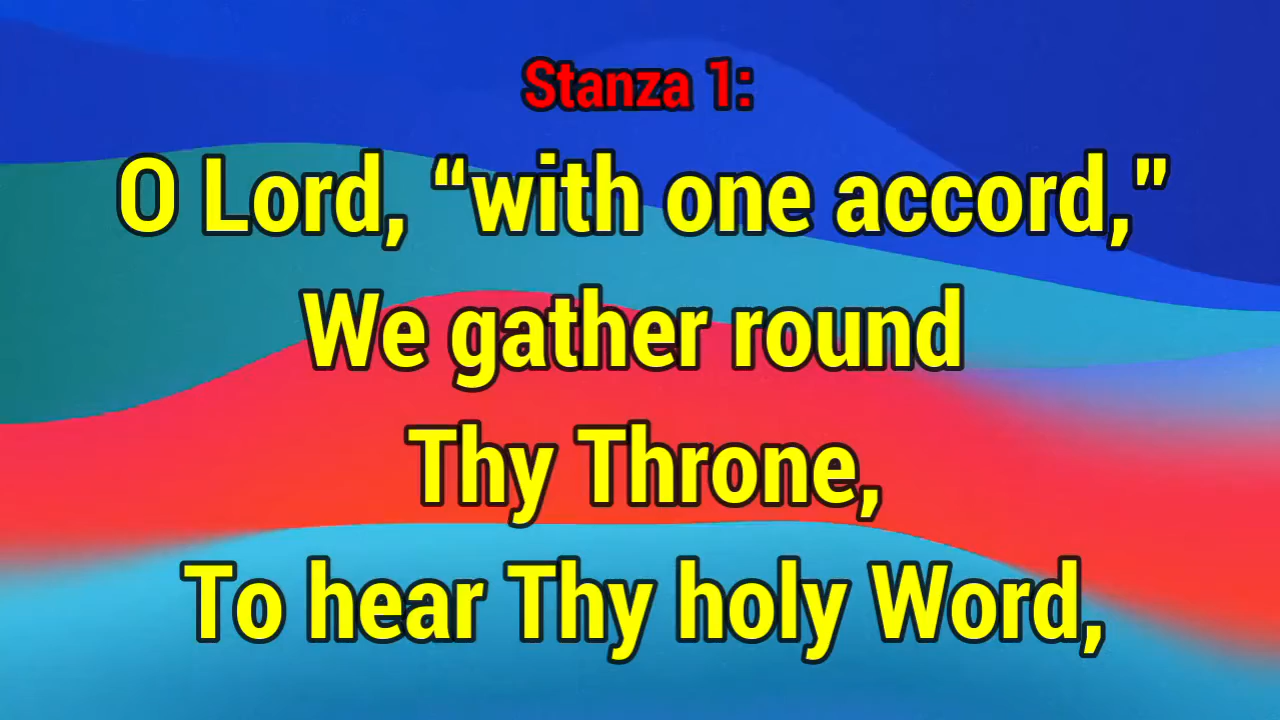 Stanza 1:
O Lord, “with one accord,”
We gather round
Thy Throne,
To hear Thy holy Word,